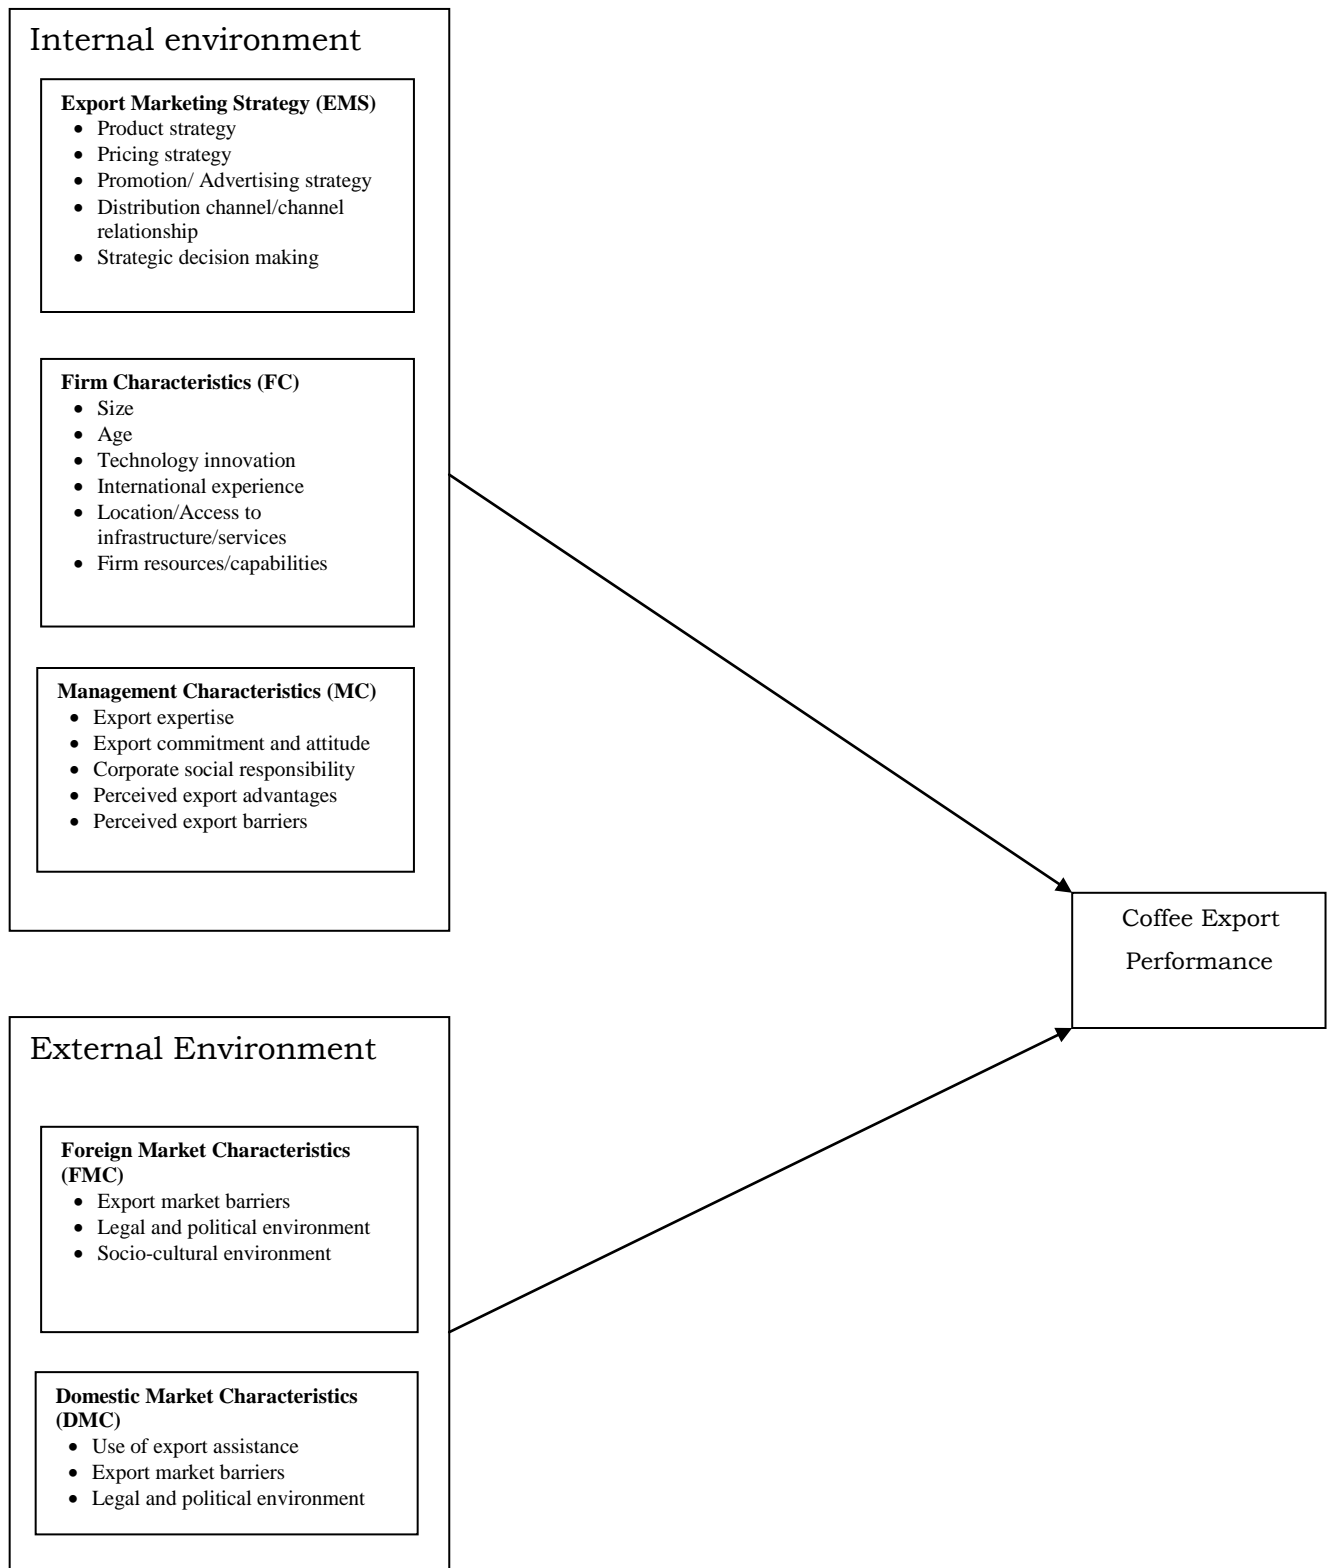 Internal environment
Export Marketing Strategy (EMS)
• Product strategy
• Pricing strategy
• Promotion/ Advertising strategy
• Distribution channel/channel
relationship
• Strategic decision making
Firm Characteristics (FC)
• Size
• Age
• Technology innovation
• International experience
• Location/Access to
infrastructure/services
• Firm resources/capabilities
Management Characteristics (MC)
• Export expertise
• Export commitment and attitude
• Corporate social responsibility
• Perceived export advantages
• Perceived export barriers
Coffee Export
Performance
External Environment
Foreign Market Characteristics
(FMC)
• Export market barriers
• Legal and political environment
• Socio-cultural environment
Domestic Market Characteristics
(DMC)
• Use of export assistance
• Export market barriers
• Legal and political environment